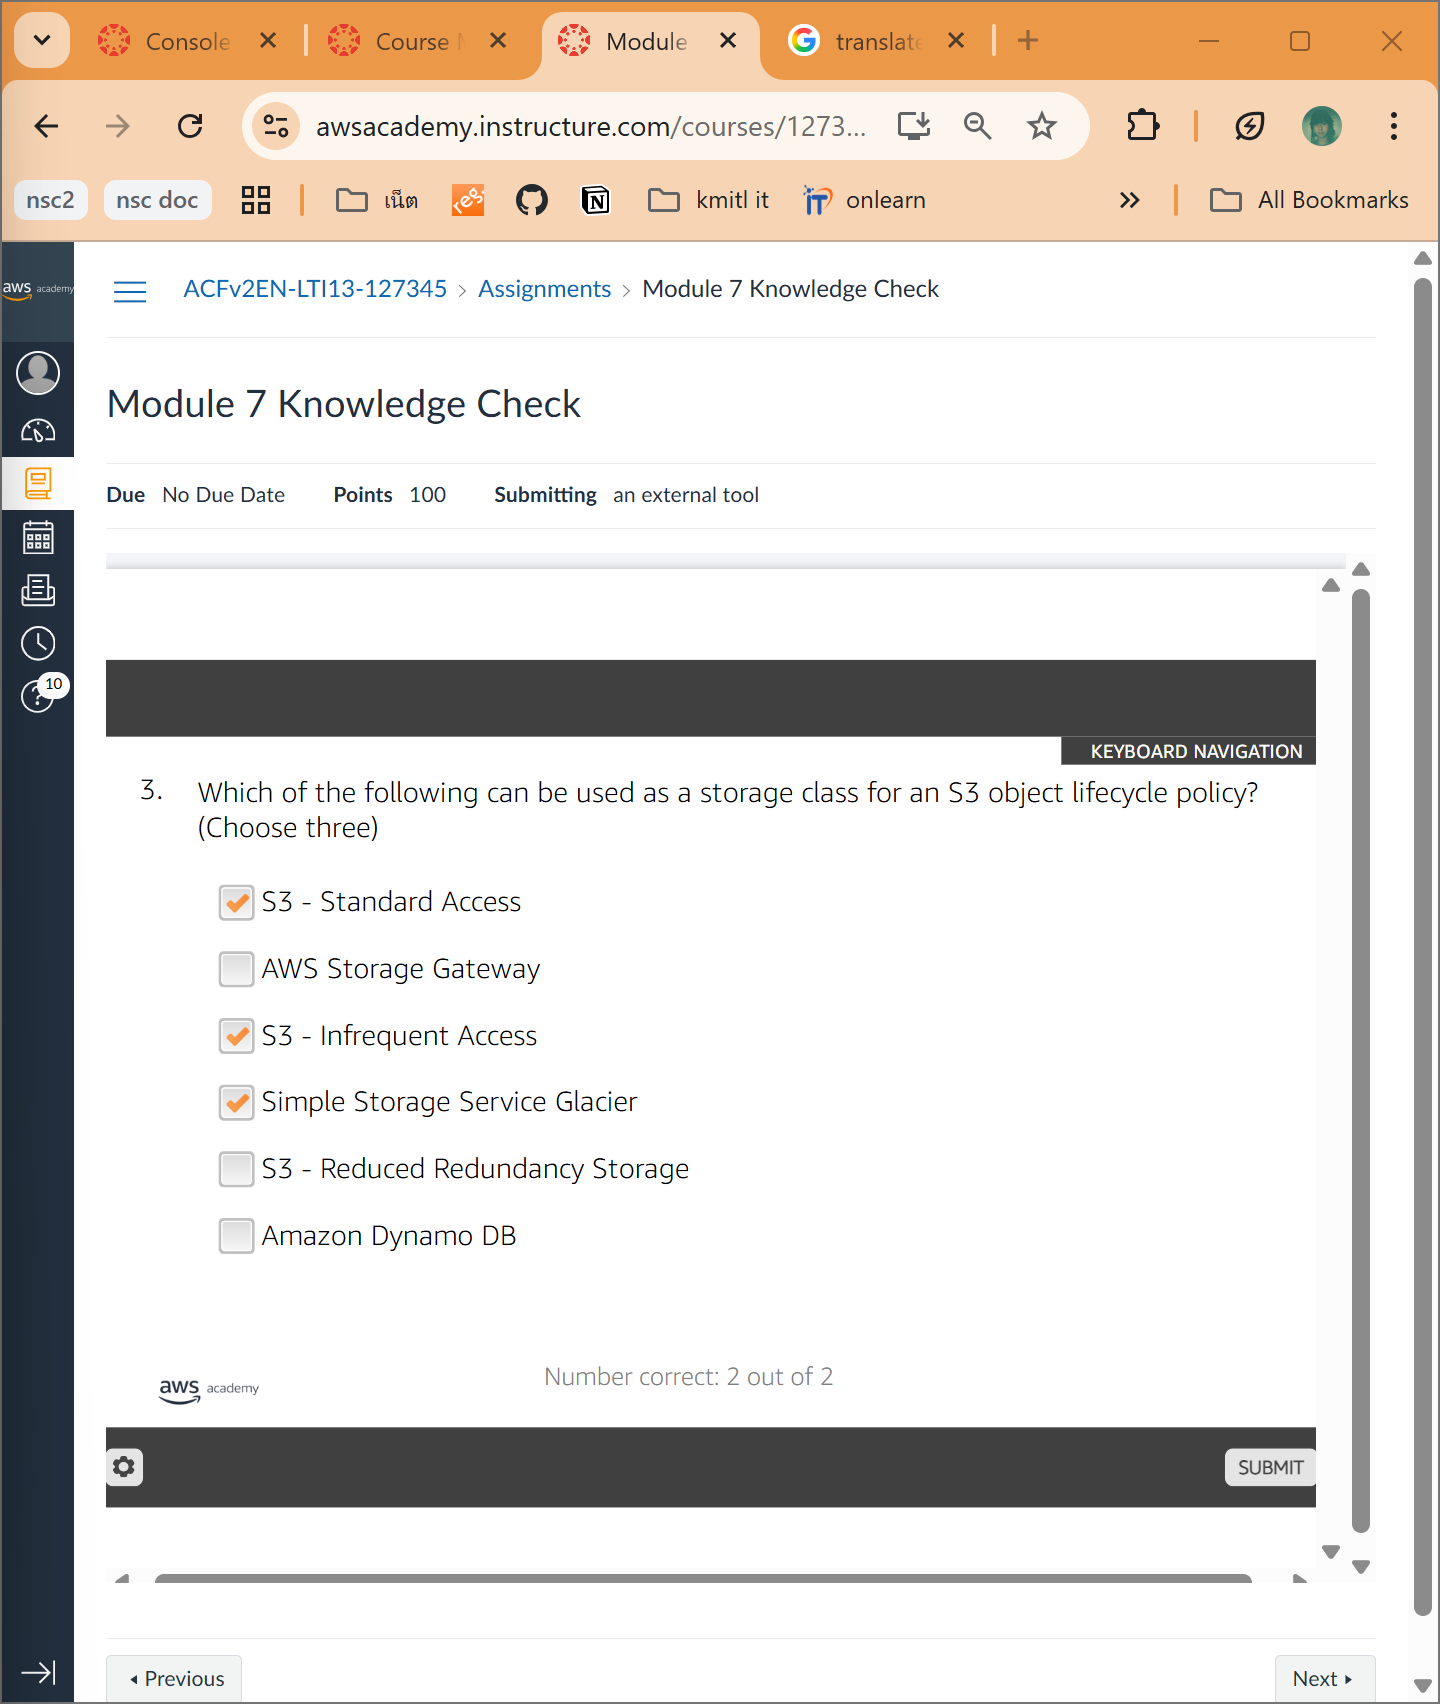 Console
Course
Module
translate
awsacademy.instructure.com/courses/1273...
nsc2
nsc doc
เน็ต
reg
kmitl it
IT
onlearn
All Bookmarks
aws academy
ACFv2EN-LTI13-127345 > Assignments > Module 7 Knowledge Check
Module 7 Knowledge Check
Due No Due Date Points 100 Submitting an external tool
10
KEYBOARD NAVIGATION
3. Which of the following can be used as a storage class for an S3 object lifecycle policy?
(Choose three)
S3 - Standard Access
AWS Storage Gateway
S3 - Infrequent Access
Simple Storage Service Glacier
S3 - Reduced Redundancy Storage
Amazon Dynamo DB
Number correct: 2 out of 2
aws academy
SUBMIT
Previous
Next